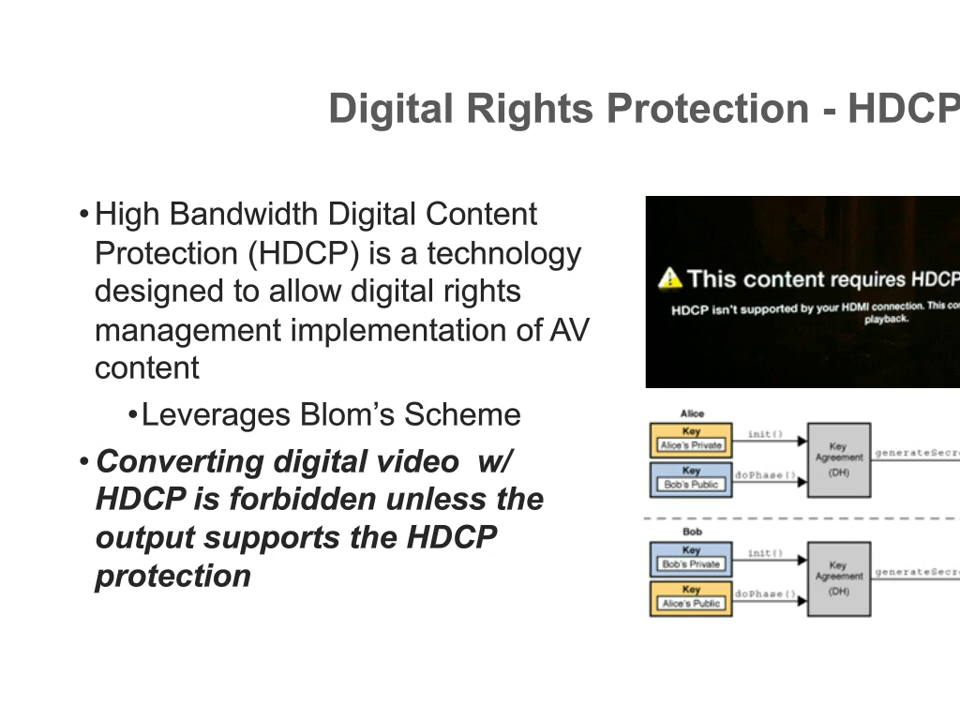 Digital Rights Protection - HDCP
• High Bandwidth Digital Content
Protection (HDCP) is a technology
designed to allow digital rights
management implementation of AV
content
• Leverages Blom’s Scheme
• Converting digital video w/
HDCP is forbidden unless the
output supports the HDCP
protection
This content requires HDCP
HDCP isn't supported by your HDMI connection. This
playback.
Alice
Key
Alice's Private
init()
Key
Bob's Public
doPhase()
Key
Agreement
(DH)
Bob
Key
Bob's Private
init()
Key
Alice's Public
doPhase()
Key
Agreement
(DH)